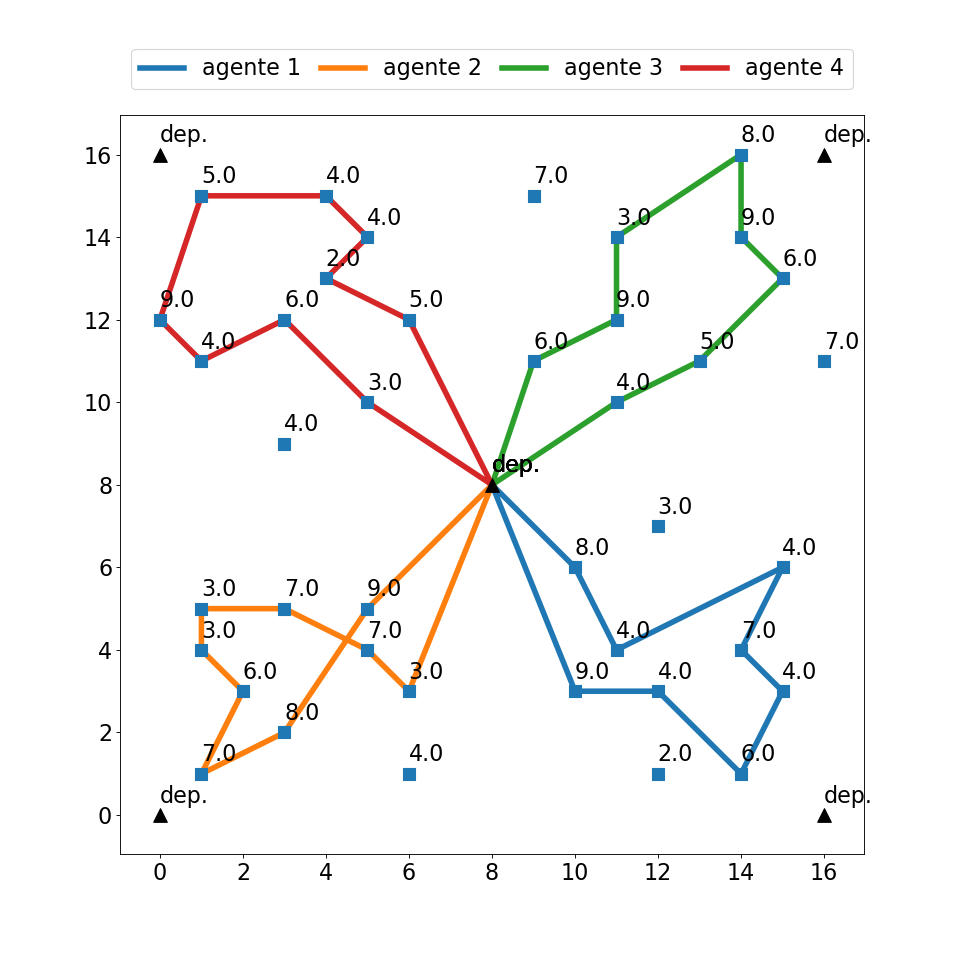 agente 1 agente 2 agente 3 agente 4
16
14
12
10
8
6
4
2
0
0 2 4 6 8 10 12 14 16
dep. 8.0 dep.
5.0 4.0 7.0
4.0 3.0 9.0
2.0 6.0
9.0 6.0 5.0 9.0
4.0 6.0 5.0 7.0
3.0 4.0
4.0
dep.
3.0
8.0 4.0
3.0 7.0 9.0
3.0 7.0 4.0 7.0
6.0 3.0 9.0 4.0 4.0
8.0
7.0 4.0 2.0 6.0
dep. dep.